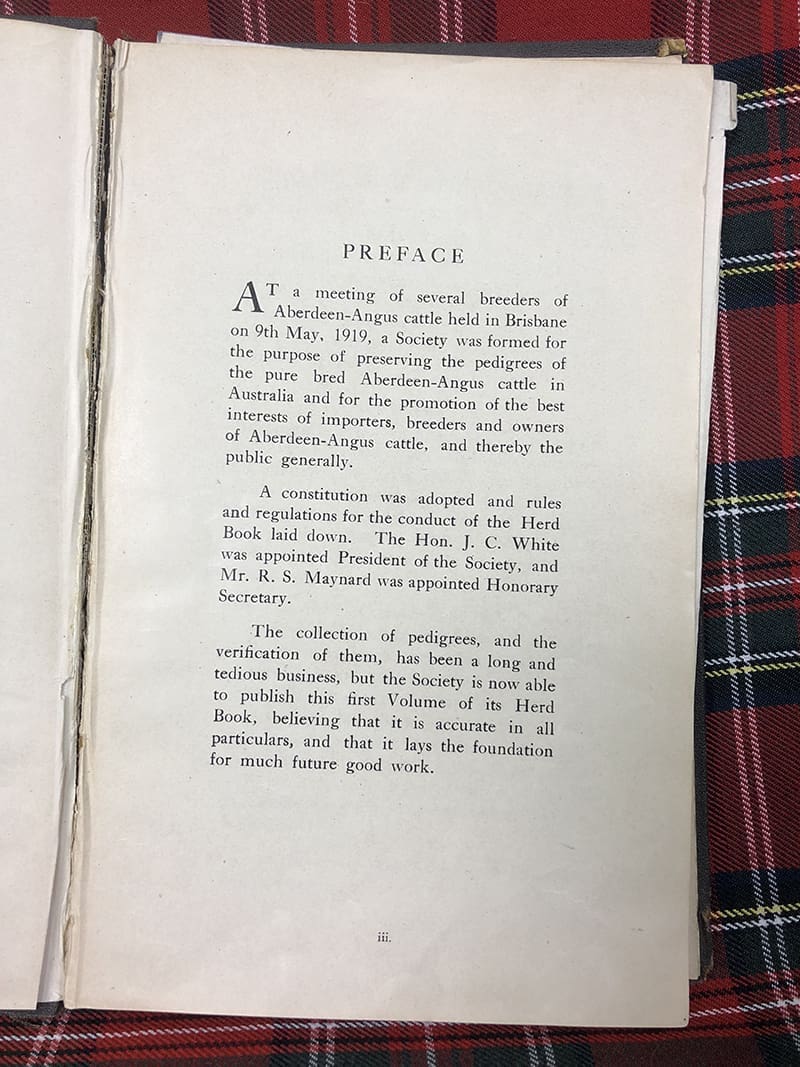 PREFACE
AT a meeting of several breeders of
Aberdeen-Angus cattle held in Brisbane
on 9th May, 1919, a Society was formed for
the purpose of preserving the pedigrees of
the pure bred Aberdeen-Angus cattle in
Australia and for the promotion of the best
interests of importers, breeders and owners
of Aberdeen-Angus cattle, and thereby the
public generally.
A constitution was adopted and rules
and regulations for the conduct of the Herd
Book laid down. The Hon. J. C. White
was appointed President of the Society, and
Mr. R. S. Maynard was appointed Honorary
Secretary.
The collection of pedigrees, and the
verification of them, has been a long and
tedious business, but the Society is now able
to publish this first Volume of its Herd
Book, believing that it is accurate in all
particulars, and that it lays the foundation
for much future good work.
iii.